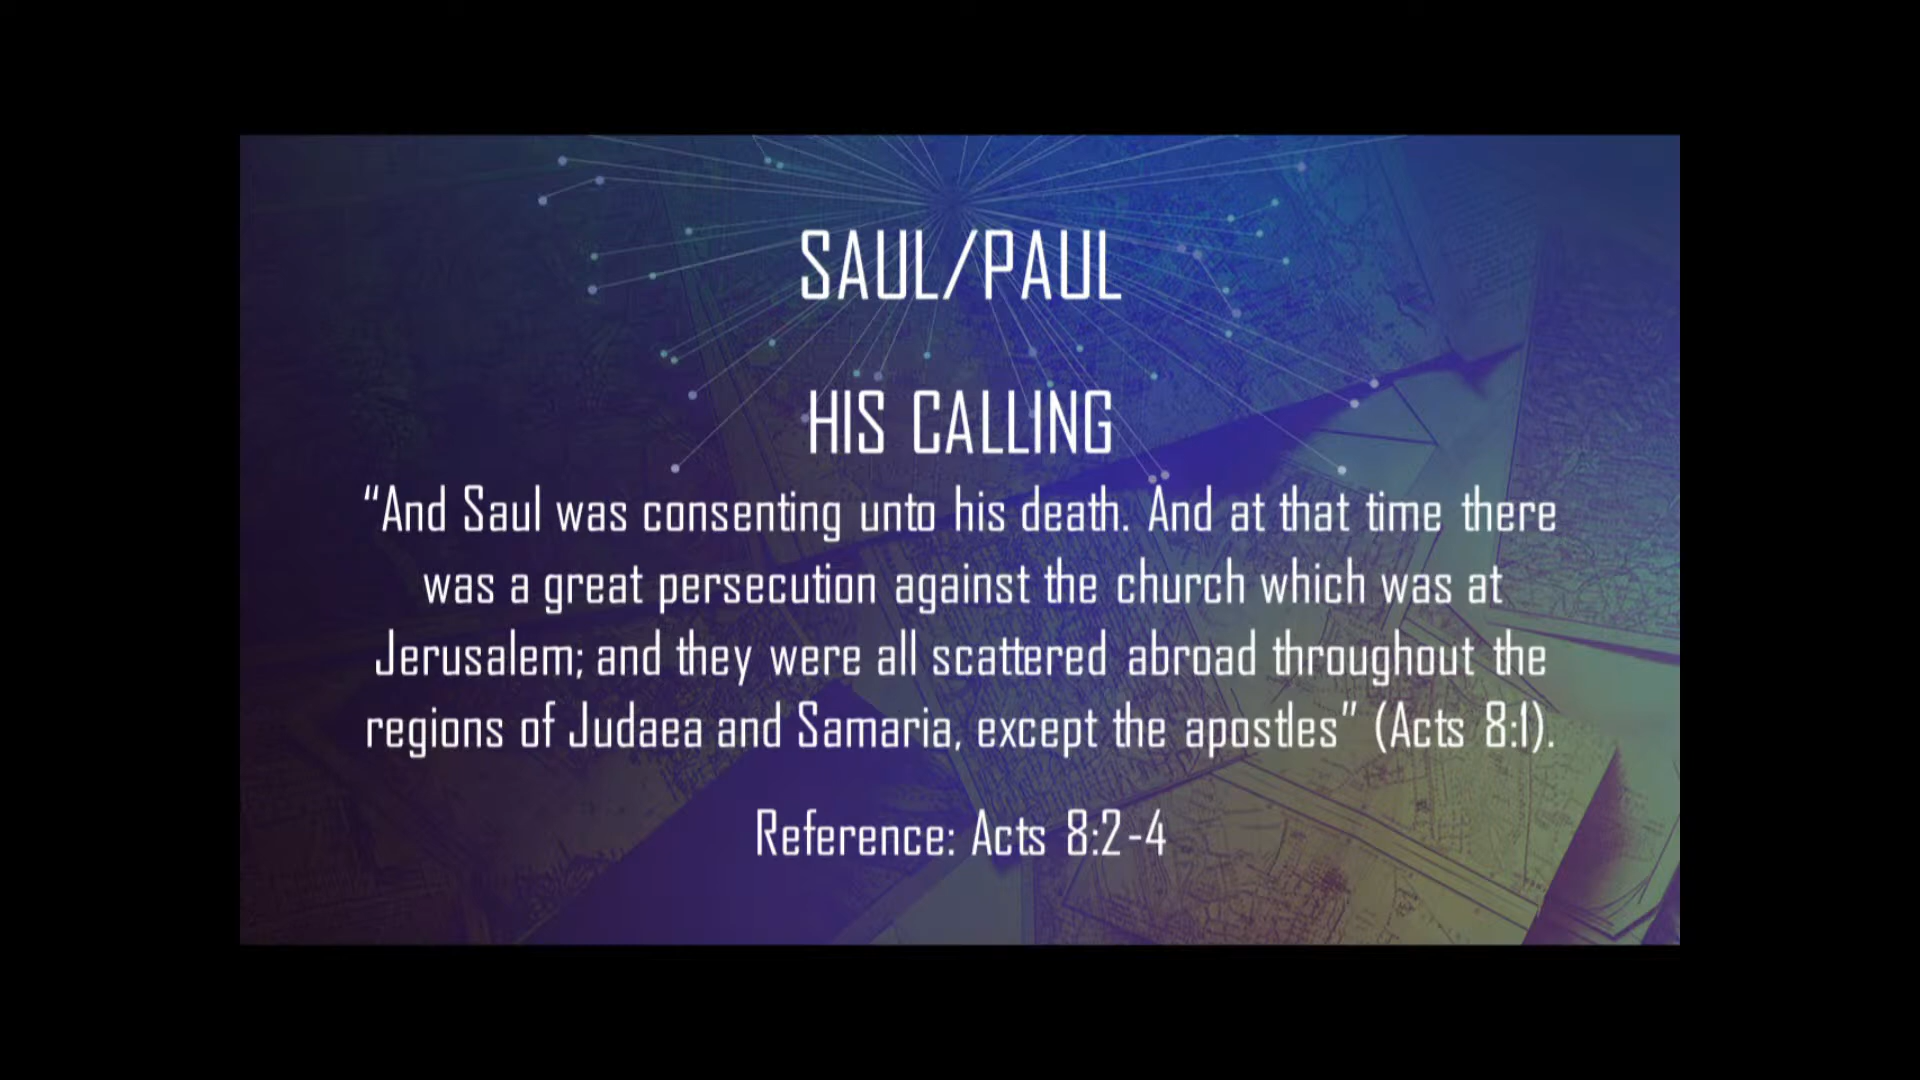 SAUL/PAUL
HIS CALLING
“And Saul was consenting unto his death. And at that time there
was a great persecution against the church which was at
Jerusalem; and they were all scattered abroad throughout the
regions of Judaea and Samaria, except the apostles” (Acts 8:1).
Reference: Acts 8:2-4